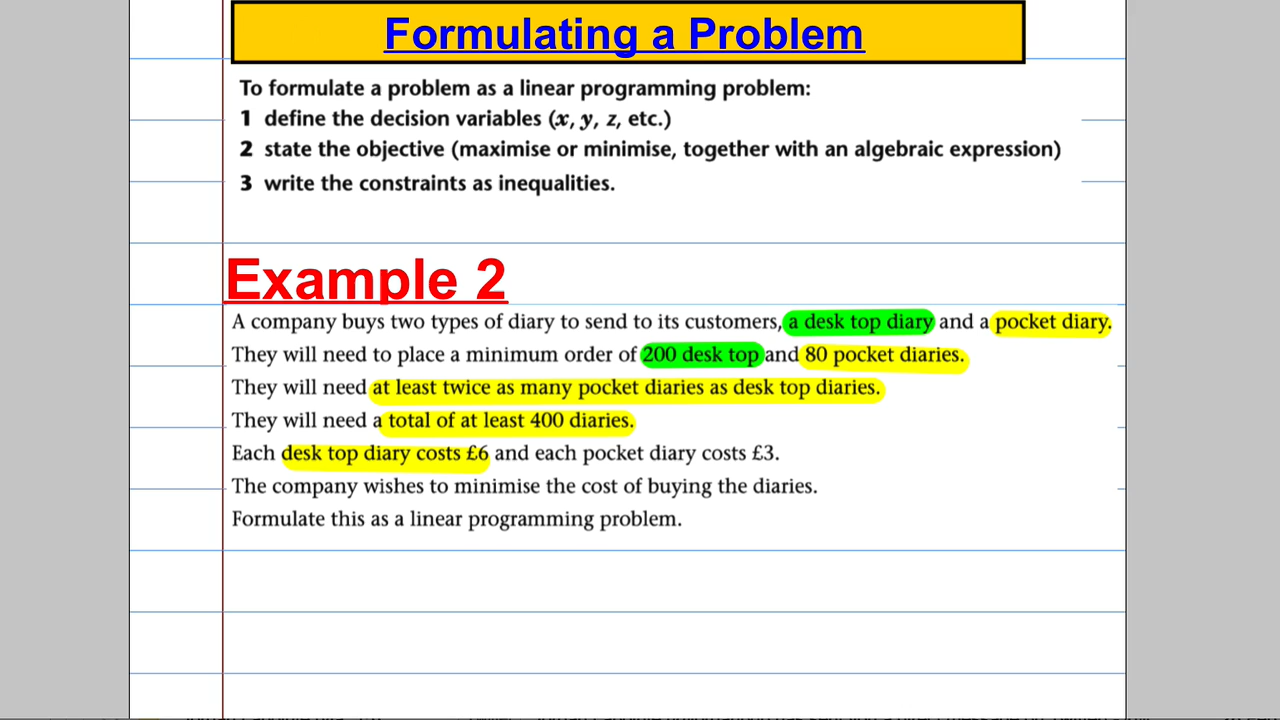 Formulating a Problem
To formulate a problem as a linear programming problem:
1 define the decision variables (x, y, z, etc.)
2 state the objective (maximise or minimise, together with an algebraic expression)
3 write the constraints as inequalities.
Example 2
A company buys two types of diary to send to its customers, a desk top diary and a pocket diary.
They will need to place a minimum order of 200 desk top and 80 pocket diaries.
They will need at least twice as many pocket diaries as desk top diaries.
They will need a total of at least 400 diaries.
Each desk top diary costs £6 and each pocket diary costs £3.
The company wishes to minimise the cost of buying the diaries.
Formulate this as a linear programming problem.